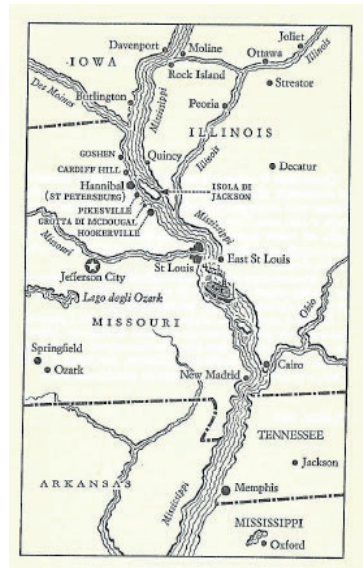 Joliet
Davenport
Moline
Ottawa
Illinois
IOWA
Rock Island
Streator
Des Moines
Burlington
Mississippi
Peoria
ILLINOIS
GOSHEN
Quincy
Illinois
Decatur
CARDIFF HILL
Hannibal
(ST PETERSBURG)
ISOLA DI
JACKSON
PIKESVILLE
GROTTA DI MCDOUGAL
HOOKERVILLE
Mississippi
Missouri
St Louis
East St Louis
Jefferson City
Lago degli Ozark
Ohio
MISSOURI
Springfield
Ozark
New Madrid
Cairo
TENNESSEE
Jackson
ARKANSAS
Mississippi
Memphis
MISSISSIPPI
Oxford